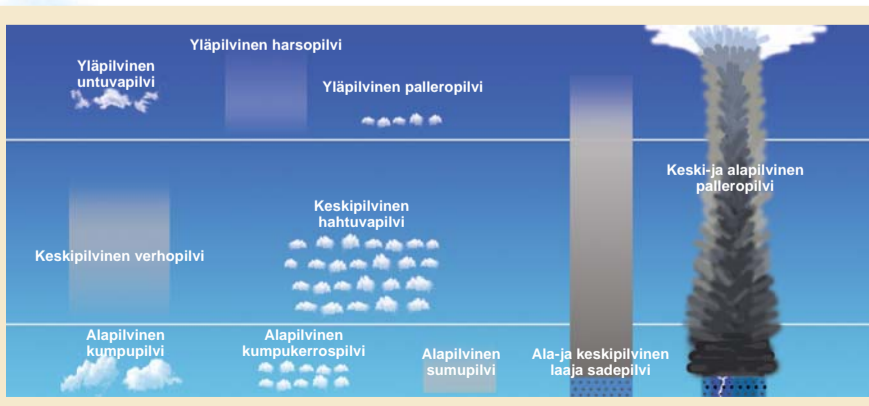 Yläpilvinen harsopilvi
Yläpilvinen
untuvapilvi
Yläpilvinen palleropilvi
Keski-ja alapilvinen
palleropilvi
Keskipilvinen
hahtuvapilvi
Keskipilvinen verhopilvi
Alapilvinen
kumpupilvi
Alapilvinen
kumpukerrospilvi
Alapilvinen
sumupilvi
Ala-ja keskipilvinen
laaja sadepilvi